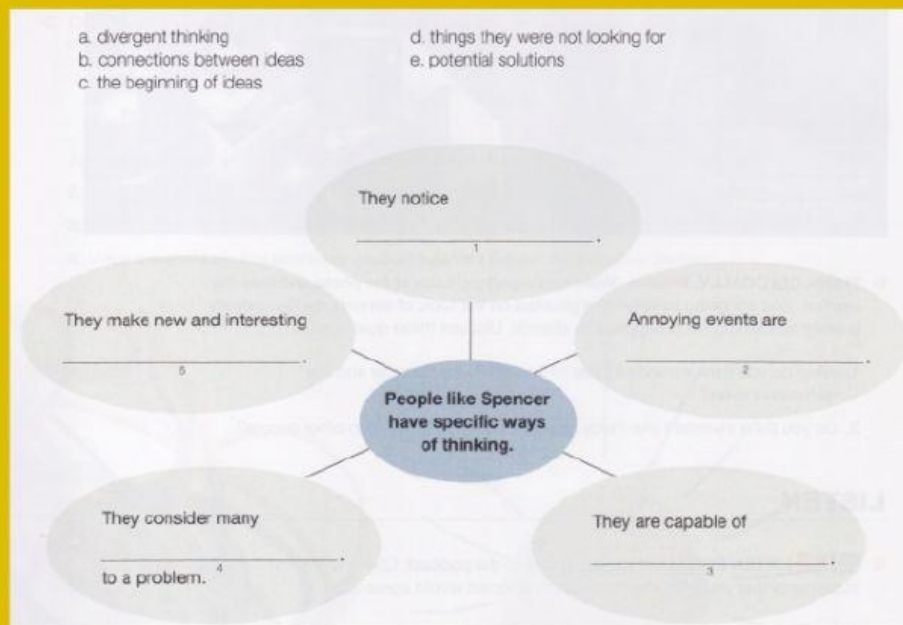 a. divergent thinking
b. connections between ideas
c. the beginning of ideas
d. things they were not looking for
e. potential solutions
They notice
1
.
Annoying events are
2
.
They are capable of
3
.
They consider many
4
.
to a problem.
They make new and interesting
5
.
People like Spencer
have specific ways
of thinking.